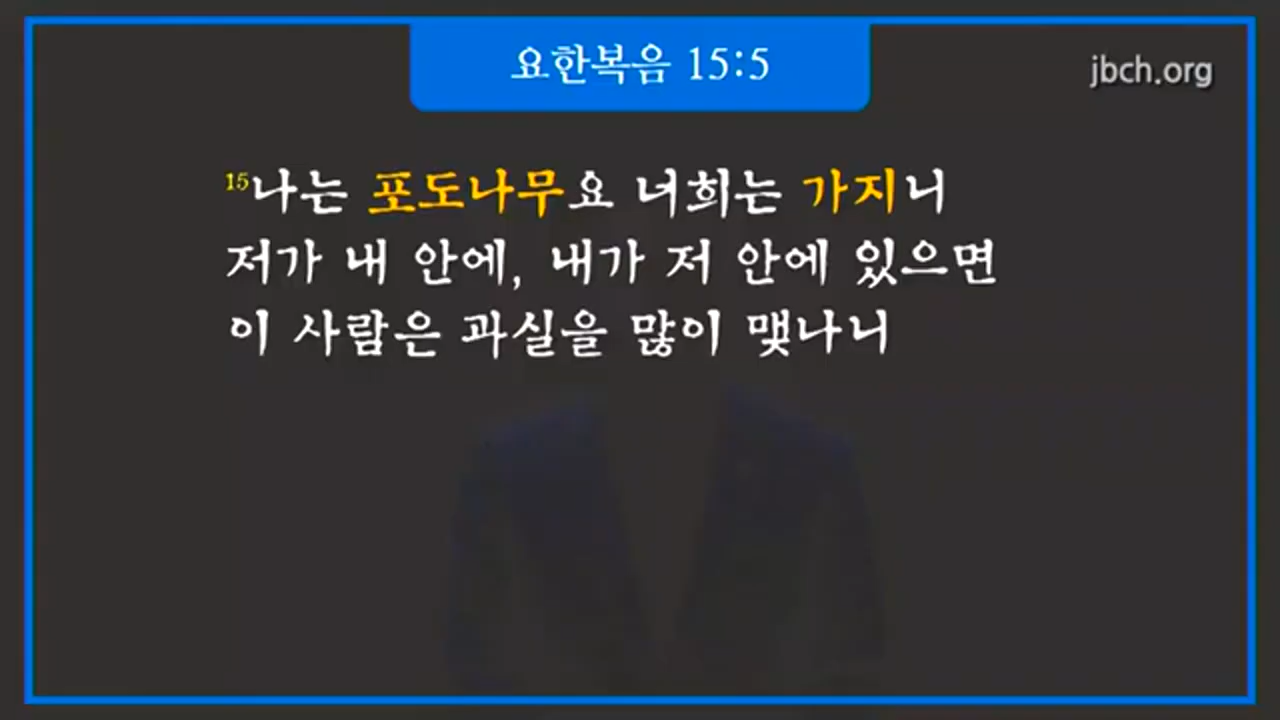 요한복음 15:5
jbch.org
15나는 포도나무요 너희는 가지니
저가 내 안에, 내가 저 안에 있으면
이 사람은 과실을 많이 맺나니